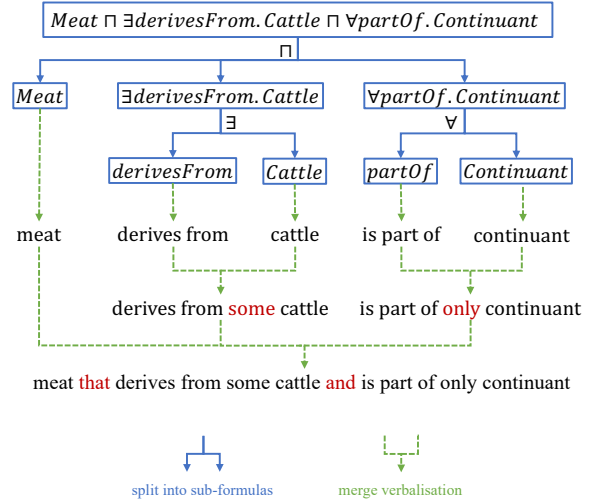 Meat ⊓ ∃derivesFrom.Cattle ⊓ ∀partOf.Continuant
⊓
Meat ∃derivesFrom.Cattle ∀partOf.Continuant
∃ ∀
derivesFrom Cattle partOf Continuant
meat derives from cattle is part of continuant
derives from some cattle is part of only continuant
meat that derives from some cattle and is part of only continuant
split into sub-formulas merge verbalisation